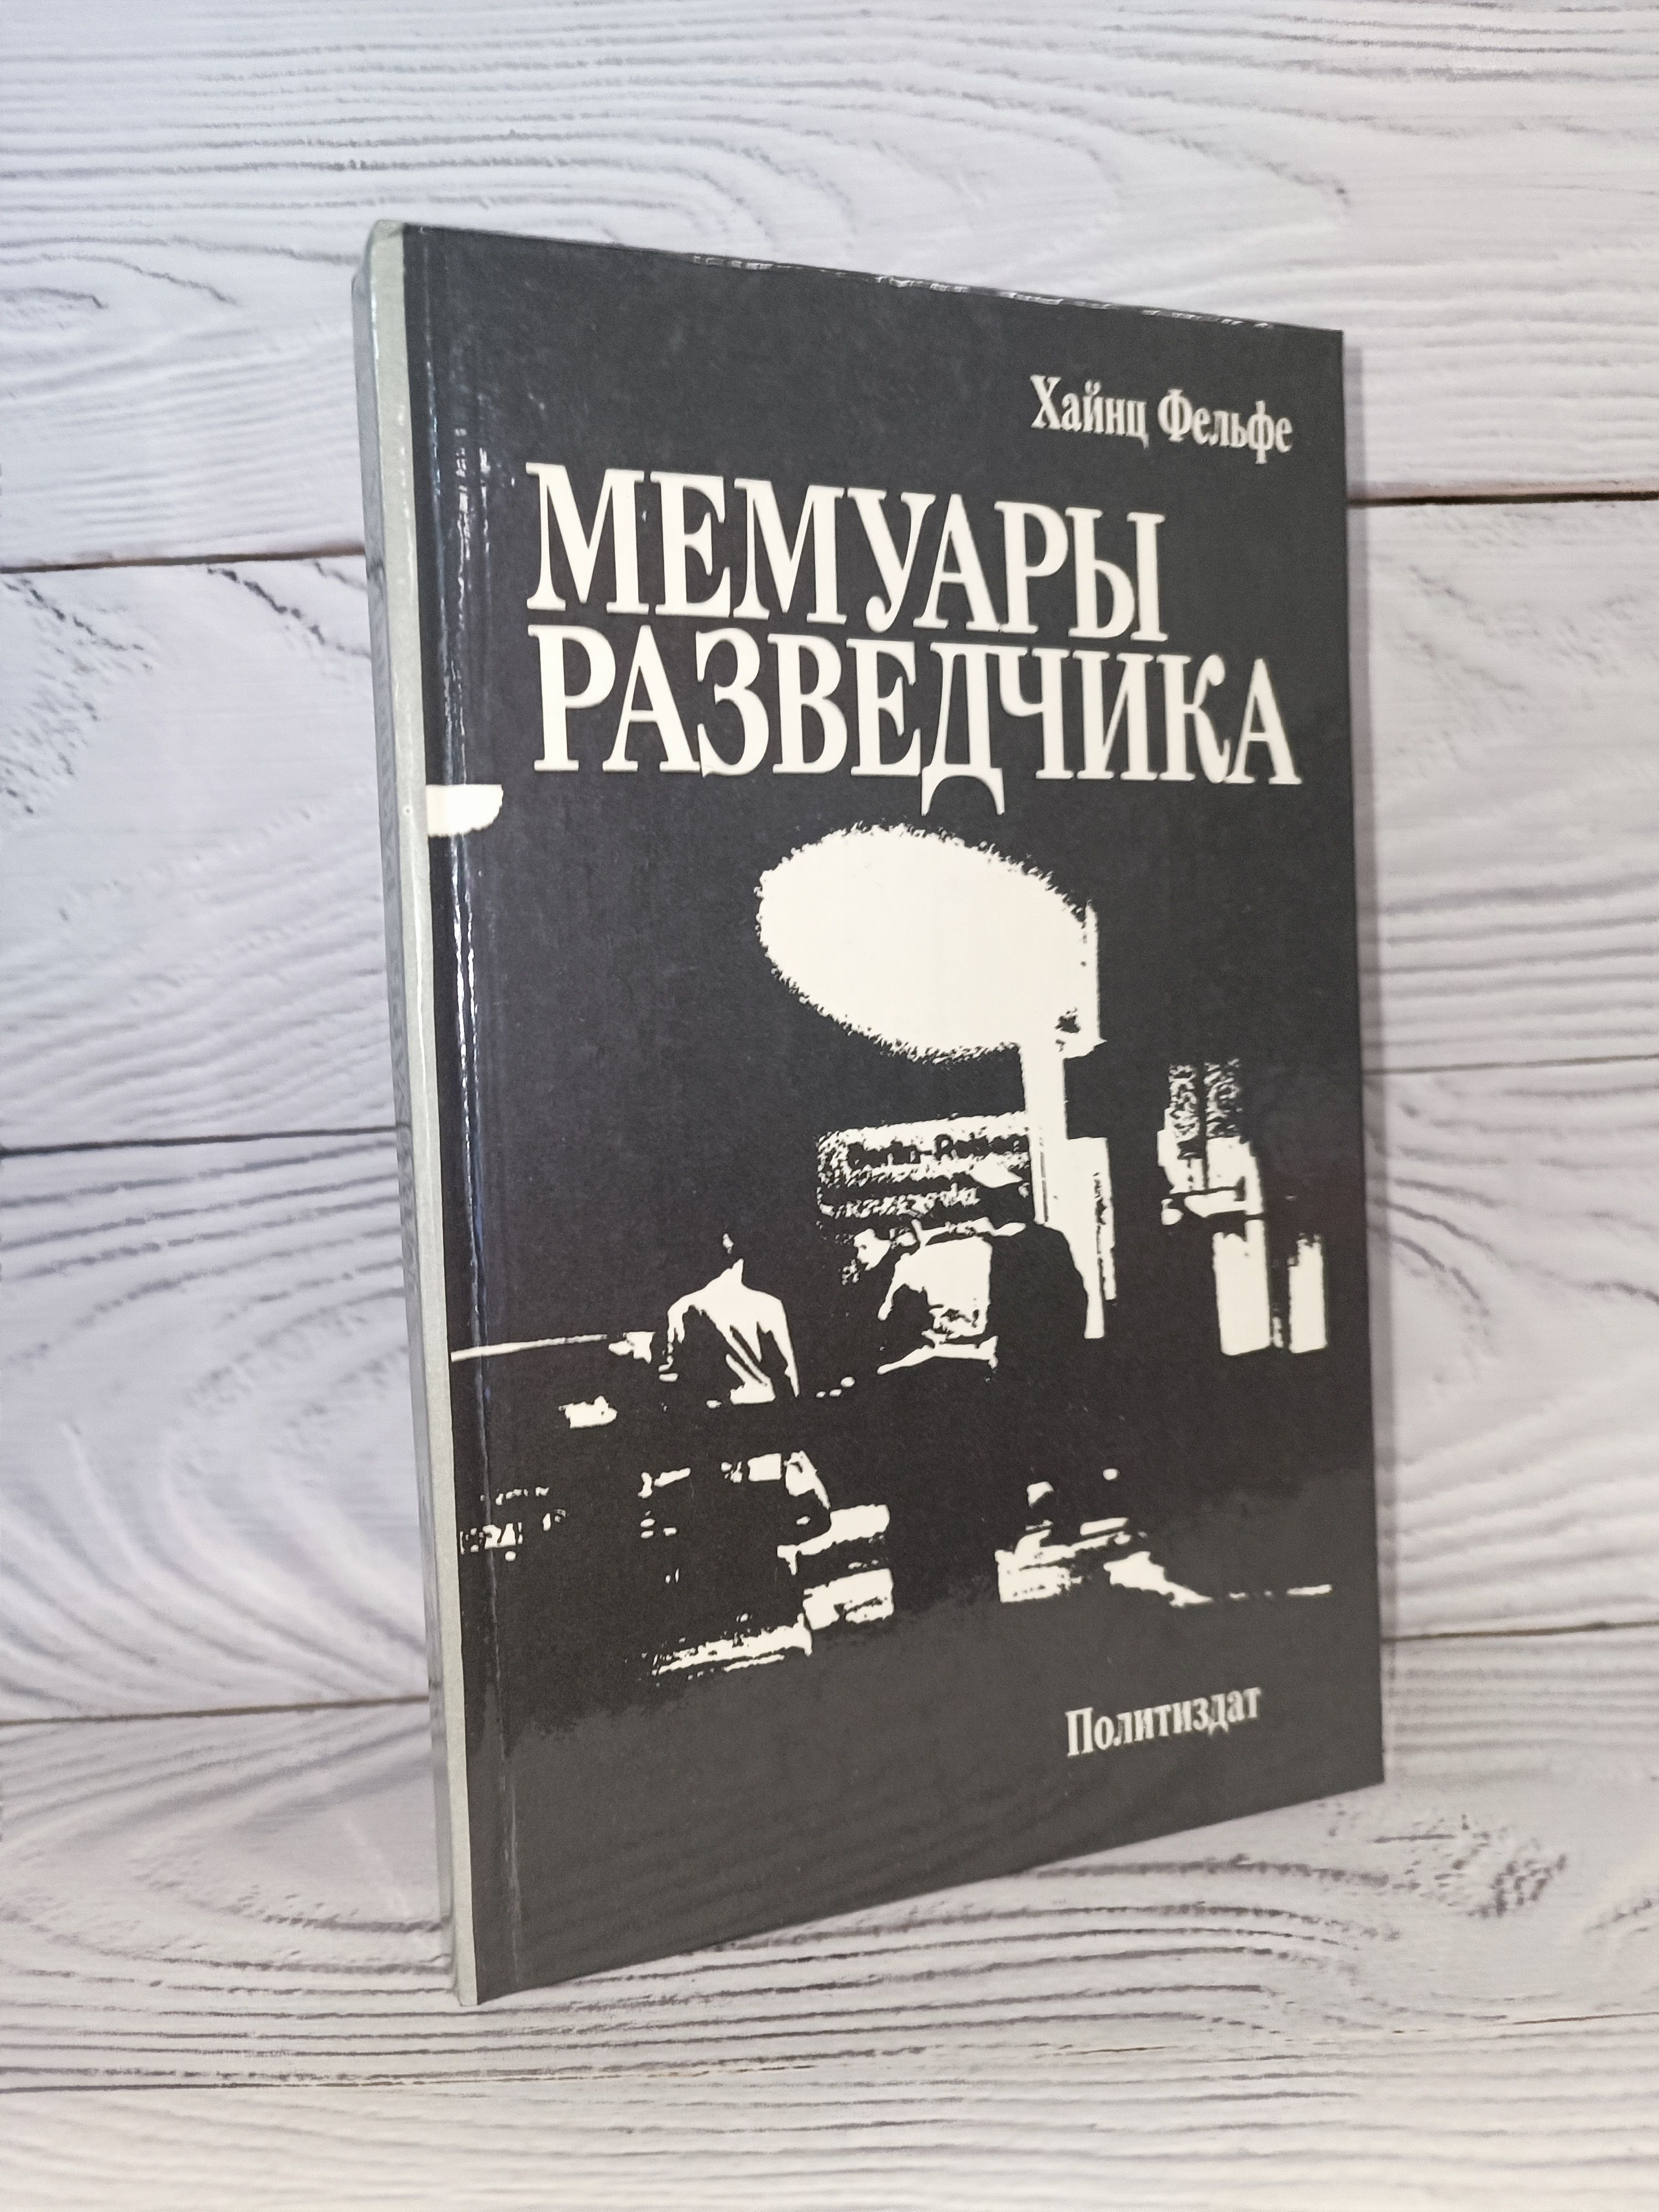 Хайнц Фельфе
МЕМУАРЫ
РАЗВЕДЧИКА
Политиздат